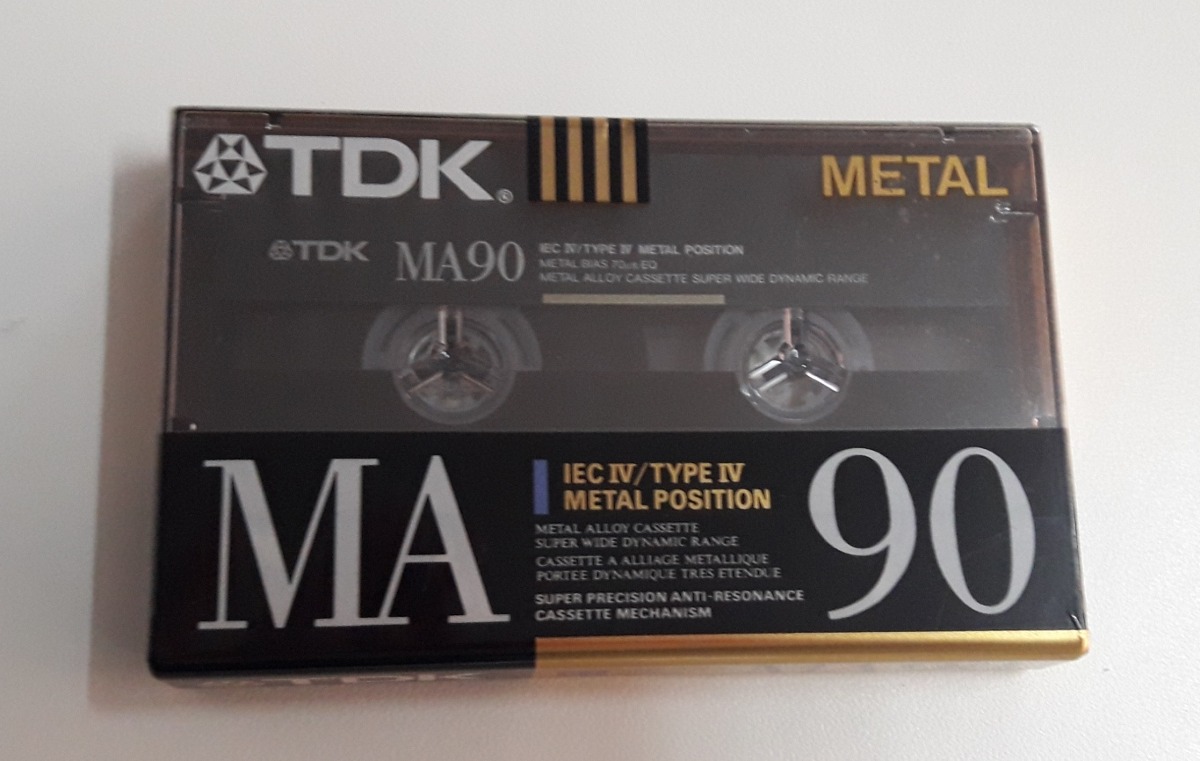 TDK® METAL
TDK MA90
IEC IV/TYPE IV METAL POSITION
METAL BIAS 70μs EQ
METAL ALLOY CASSETTE SUPER WIDE DYNAMIC RANGE
MA 90
IEC IV/TYPE IV
METAL POSITION
METAL ALLOY CASSETTE
SUPER WIDE DYNAMIC RANGE
CASSETTE A ALLIAGE METALLIQUE
PORTEE DYNAMIQUE TRES ETENDUE
SUPER PRECISION ANTI-RESONANCE
CASSETTE MECHANISM
TDK